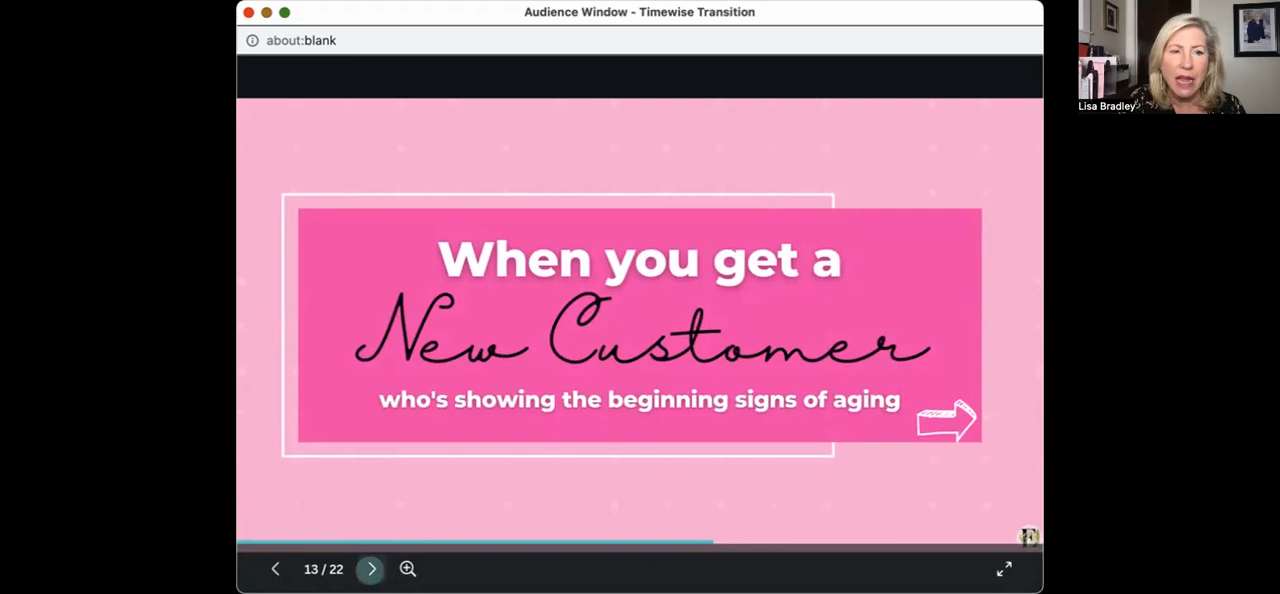 Audience Window - Timewise Transition
about:blank
When you get a
New Customer
who's showing the beginning signs of aging
13 / 22
Lisa Bradley